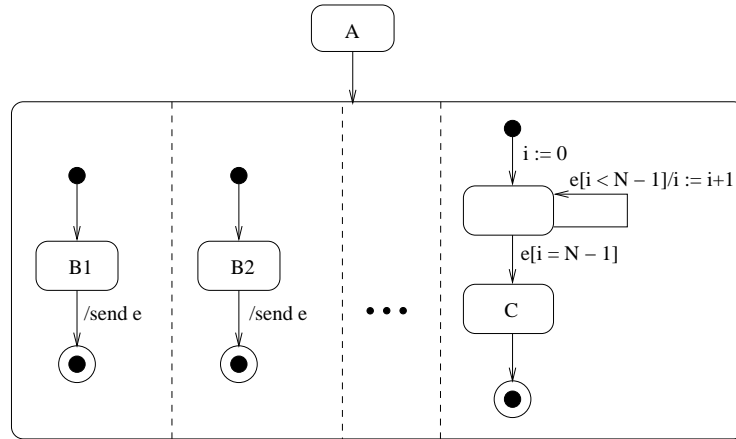 A
i := 0
e[i < N − 1]/i := i+1
B1
B2
e[i = N − 1]
/send e
/send e
• • •
C